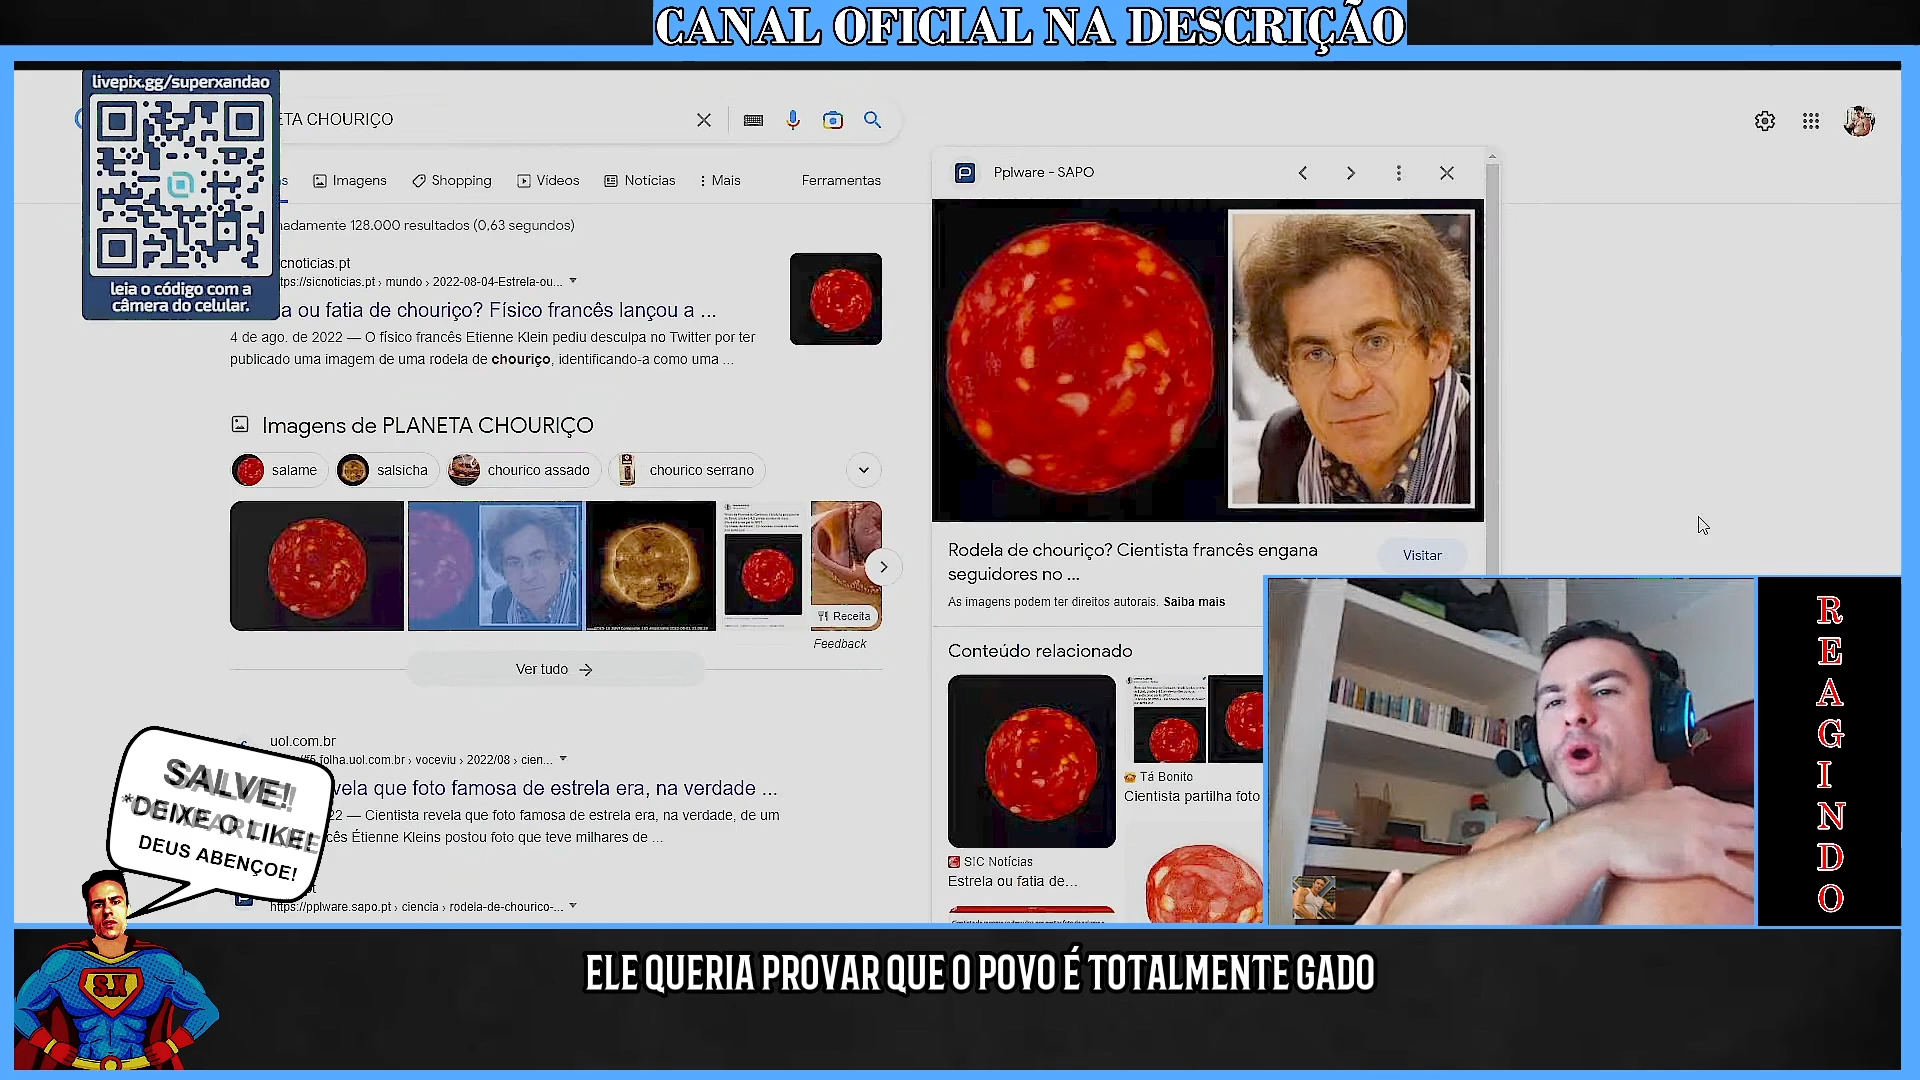 CANAL OFICIAL NA DESCRIÇÃO
livepix.gg/superxandao
leia o código com a
câmera do celular.
ETA CHOURIÇO
Imagens
Shopping
Vídeos
Notícias
Mais
Ferramentas
adamente 128.000 resultados (0,63 segundos)
cnoticias.pt
tps://sicnoticias.pt › mundo › 2022-08-04-Estrela-ou...
a ou fatia de chouriço? Físico francês lançou a ...
4 de ago. de 2022 — O físico francês Etienne Klein pediu desculpa no Twitter por ter
publicado uma imagem de uma rodela de chouriço, identificando-a como uma ...
Imagens de PLANETA CHOURIÇO
salame
salsicha
chourico assado
chourico serrano
Receita
Feedback
Ver tudo
uol.com.br
folha.uol.com.br › voceviu › 2022/08 › cien...
vela que foto famosa de estrela era, na verdade ...
22 — Cientista revela que foto famosa de estrela era, na verdade, de um
cês Étienne Kleins postou foto que teve milhares de ...
pt
https://pplware.sapo.pt › ciencia › rodela-de-chourico-...
Pplware - SAPO
Rodela de chouriço? Cientista francês engana
seguidores no ...
Visitar
As imagens podem ter direitos autorais. Saiba mais
Conteúdo relacionado
SIC Notícias
Estrela ou fatia de...
Tá Bonito
Cientista partilha foto
SALVE!
*DEIXE O LIKE!
DEUS ABENÇOE!
S.X
REAGINDO
ELE QUERIA PROVAR QUE O POVO É TOTALMENTE GADO